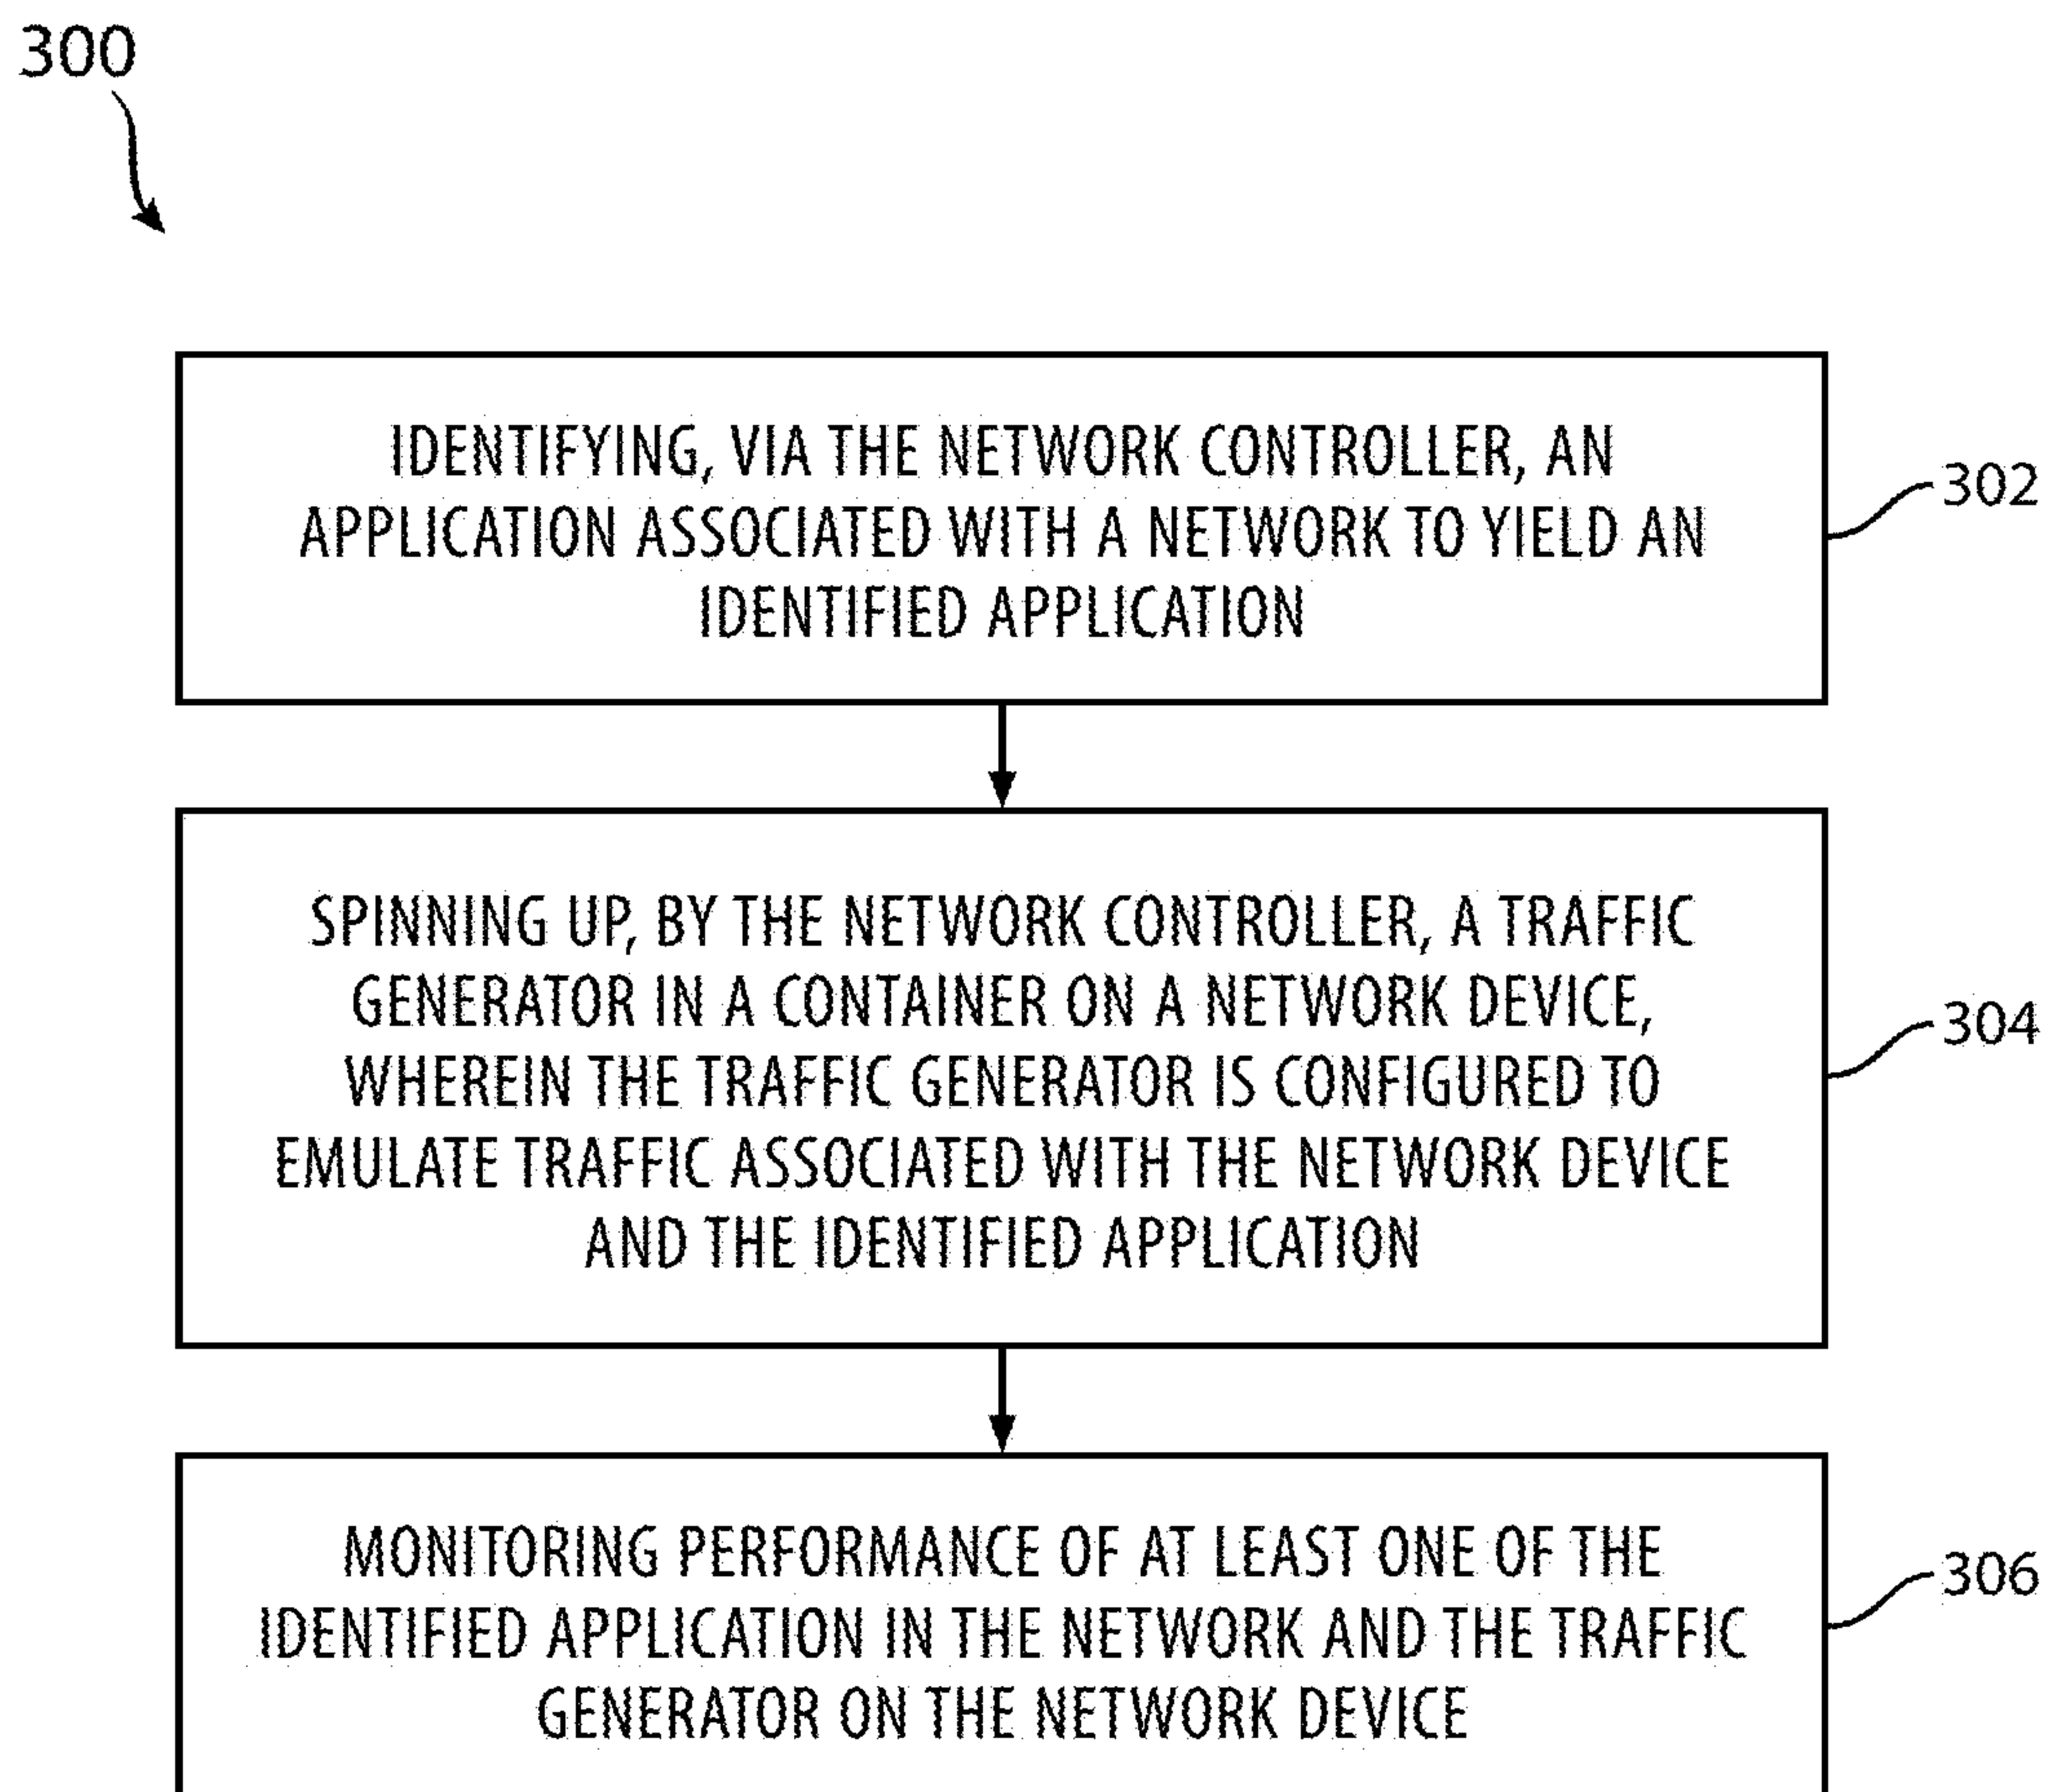 300
IDENTIFYING, VIA THE NETWORK CONTROLLER, AN
APPLICATION ASSOCIATED WITH A NETWORK TO YIELD AN
IDENTIFIED APPLICATION
302
SPINNING UP, BY THE NETWORK CONTROLLER, A TRAFFIC
GENERATOR IN A CONTAINER ON A NETWORK DEVICE,
WHEREIN THE TRAFFIC GENERATOR IS CONFIGURED TO
EMULATE TRAFFIC ASSOCIATED WITH THE NETWORK DEVICE
AND THE IDENTIFIED APPLICATION
304
MONITORING PERFORMANCE OF AT LEAST ONE OF THE
IDENTIFIED APPLICATION IN THE NETWORK AND THE TRAFFIC
GENERATOR ON THE NETWORK DEVICE
306